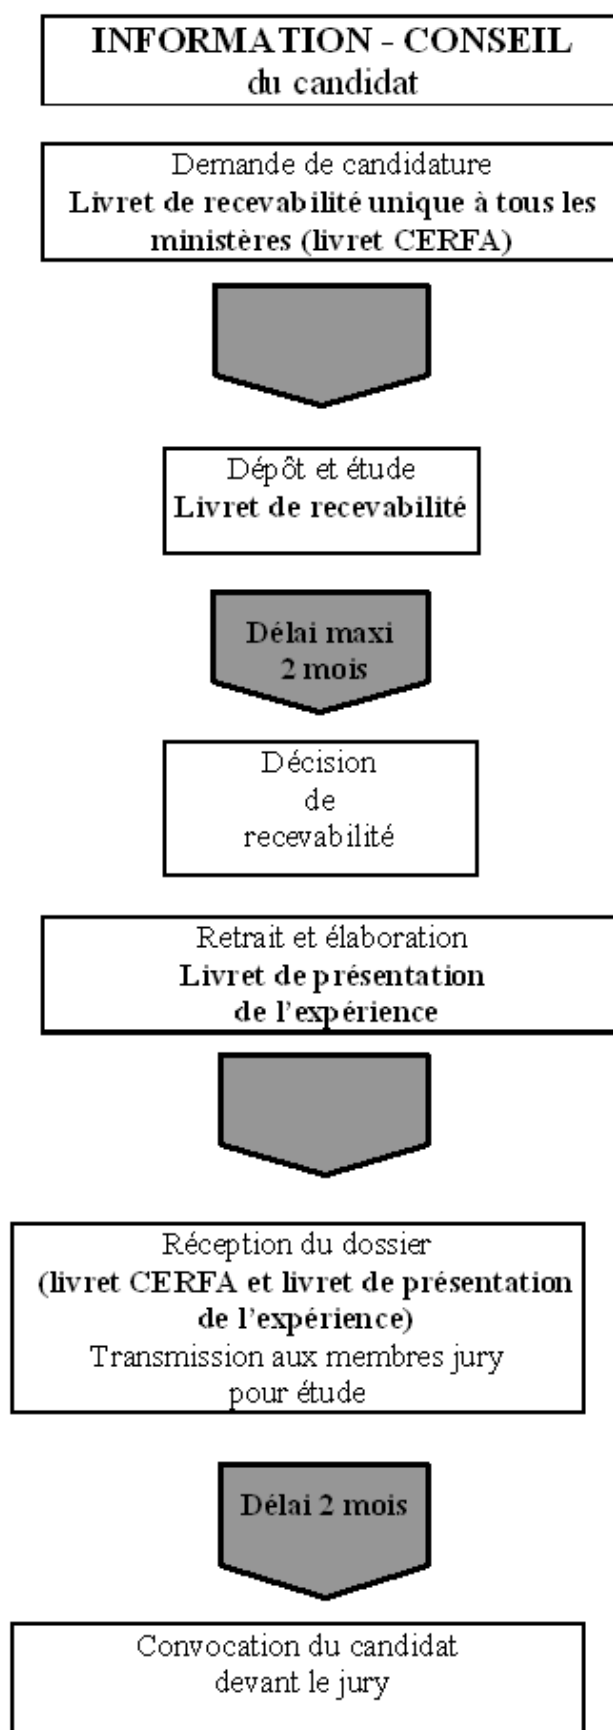 INFORMATION - CONSEIL
du candidat
Demande de candidature
Livret de recevabilité unique à tous les
ministères (livret CERFA)
Dépôt et étude
Livret de recevabilité
Délai maxi
2 mois
Décision
de
recevabilité
Retrait et élaboration
Livret de présentation
de l'expérience
Réception du dossier
(livret CERFA et livret de présentation
de l'expérience)
Transmission aux membres jury
pour étude
Délai 2 mois
Convocation du candidat
devant le jury